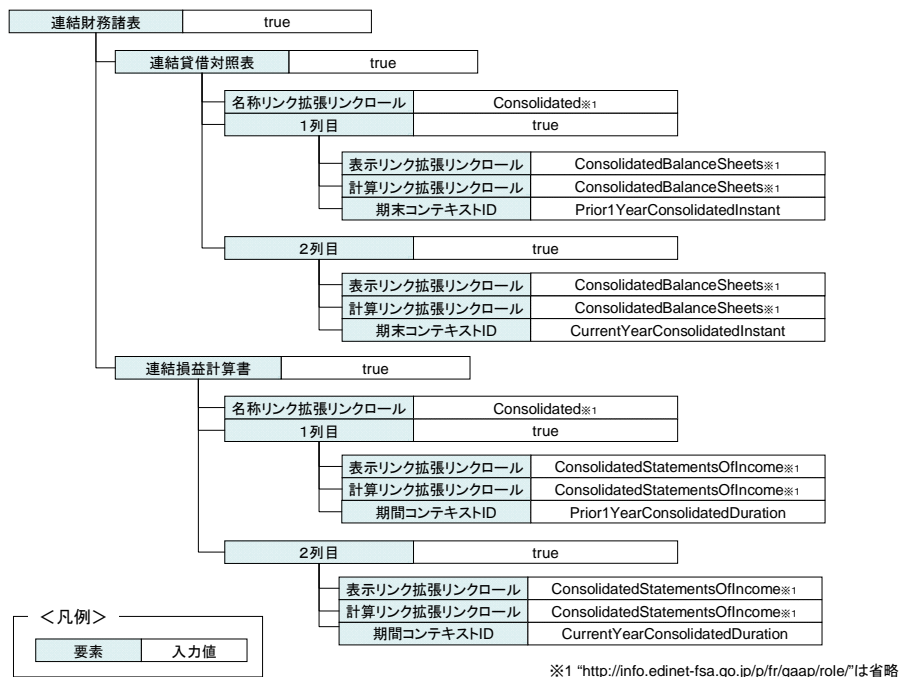 連結財務諸表 true
連結貸借対照表 true
名称リンク拡張リンクロール Consolidated※1
1列目 true
表示リンク拡張リンクロール ConsolidatedBalanceSheets※1
計算リンク拡張リンクロール ConsolidatedBalanceSheets※1
期末コンテキストID Prior1YearConsolidatedInstant
2列目 true
表示リンク拡張リンクロール ConsolidatedBalanceSheets※1
計算リンク拡張リンクロール ConsolidatedBalanceSheets※1
期末コンテキストID CurrentYearConsolidatedInstant
連結損益計算書 true
名称リンク拡張リンクロール Consolidated※1
1列目 true
表示リンク拡張リンクロール ConsolidatedStatementsOfIncome※1
計算リンク拡張リンクロール ConsolidatedStatementsOfIncome※1
期間コンテキストID Prior1YearConsolidatedDuration
2列目 true
表示リンク拡張リンクロール ConsolidatedStatementsOfIncome※1
計算リンク拡張リンクロール ConsolidatedStatementsOfIncome※1
期間コンテキストID CurrentYearConsolidatedDuration
＜凡例＞
要素 入力値
※1 “http://info.edinet-fsa.go.jp/p/fr/gaap/role/”は省略